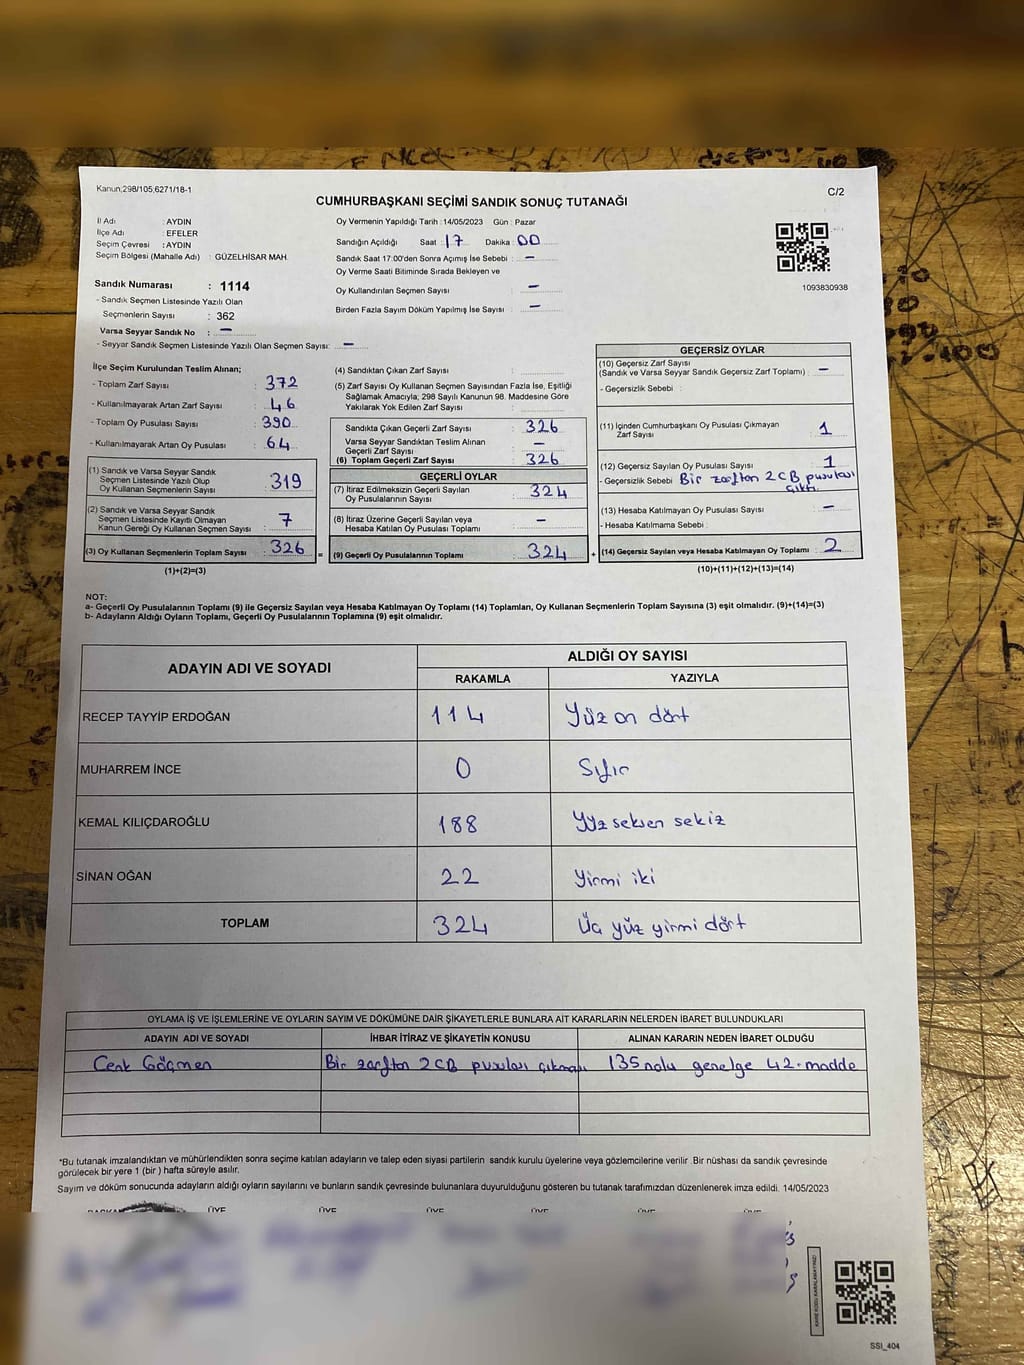 Kanun;298/105,6271/18-1
C/2
CUMHURBAŞKANI SEÇİMİ SANDIK SONUÇ TUTANAĞI
İl Adı : AYDIN
İlçe Adı : EFELER
Seçim Çevresi : AYDIN
Seçim Bölgesi (Mahalle Adı) : GÜZELHİSAR MAH.
Oy Vermenin Yapıldığı Tarih : 14/05/2023 Gün : Pazar
Sandığın Açıldığı Saat : 17 Dakika : 00
Sandık Saat 17:00'den Sonra Açımış İse Sebebi : –
Oy Verme Saati Bitiminde Sırada Bekleyen ve
Oy Kullandırılan Seçmen Sayısı : –
Birden Fazla Sayım Döküm Yapılmış İse Sayısı : –
1093830938
Sandık Numarası : 1114
- Sandık Seçmen Listesinde Yazılı Olan
Seçmenlerin Sayısı : 362
Varsa Seyyar Sandık No : –
- Seyyar Sandık Seçmen Listesinde Yazılı Olan Seçmen Sayısı: –
İlçe Seçim Kurulundan Teslim Alınan;
- Toplam Zarf Sayısı : 372
- Kullanılmayarak Artan Zarf Sayısı : 46
- Toplam Oy Pusulası Sayısı : 390
- Kullanılmayarak Artan Oy Pusulası : 64
(1) Sandık ve Varsa Seyyar Sandık
Seçmen Listesinde Yazılı Olup
Oy Kullanan Seçmenlerin Sayısı : 319
(2) Sandık ve Varsa Seyyar Sandık
Seçmen Listesinde Kayıtlı Olmayan
Kanun Gereği Oy Kullanan Seçmen Sayısı : 7
(3) Oy Kullanan Seçmenlerin Toplam Sayısı : 326
(1)+(2)=(3)
(4) Sandıktan Çıkan Zarf Sayısı :
(5) Zarf Sayısı Oy Kullanan Seçmen Sayısından Fazla İse, Eşitliği
Sağlamak Amacıyla; 298 Sayılı Kanunun 98. Maddesine Göre
Yakılarak Yok Edilen Zarf Sayısı :
Sandıkta Çıkan Geçerli Zarf Sayısı : 326
Varsa Seyyar Sandıktan Teslim Alınan
Geçerli Zarf Sayısı : –
(6) Toplam Geçerli Zarf Sayısı : 326
GEÇERLİ OYLAR
(7) İtiraz Edilmeksizin Geçerli Sayılan
Oy Pusulalarının Sayısı : 324
(8) İtiraz Üzerine Geçerli Sayılan veya
Hesaba Katılan Oy Pusulası Toplamı : –
= (9) Geçerli Oy Pusulalarının Toplamı : 324
GEÇERSİZ OYLAR
(10) Geçersiz Zarf Sayısı
(Sandık ve Varsa Seyyar Sandık Geçersiz Zarf Toplamı) : –
- Geçersizlik Sebebi :
(11) İçinden Cumhurbaşkanı Oy Pusulası Çıkmayan
Zarf Sayısı : 1
(12) Geçersiz Sayılan Oy Pusulası Sayısı : 1
- Geçersizlik Sebebi Bir zarftan 2 CB pusulası
çıktı.
(13) Hesaba Katılmayan Oy Pusulası Sayısı : –
- Hesaba Katılmama Sebebi :
+ (14) Geçersiz Sayılan veya Hesaba Katılmayan Oy Toplamı : 2
(10)+(11)+(12)+(13)=(14)
NOT:
a- Geçerli Oy Pusulalarının Toplamı (9) ile Geçersiz Sayılan veya Hesaba Katılmayan Oy Toplamı (14) Toplamları, Oy Kullanan Seçmenlerin Toplam Sayısına (3) eşit olmalıdır. (9)+(14)=(3)
b- Adayların Aldığı Oyların Toplamı, Geçerli Oy Pusulalarının Toplamına (9) eşit olmalıdır.
ADAYIN ADI VE SOYADI
ALDIĞI OY SAYISI
RAKAMLA YAZIYLA
RECEP TAYYİP ERDOĞAN 114 Yüz on dört
MUHARREM İNCE 0 Sıfır
KEMAL KILIÇDAROĞLU 188 Yüz seksen sekiz
SİNAN OĞAN 22 Yirmi iki
TOPLAM 324 Üç yüz yirmi dört
OYLAMA İŞ VE İŞLEMLERİNE VE OYLARIN SAYIM VE DÖKÜMÜNE DAİR ŞİKAYETLERLE BUNLARA AİT KARARLARIN NELERDEN İBARET BULUNDUKLARI
ADAYIN ADI VE SOYADI İHBAR İTİRAZ VE ŞİKAYETİN KONUSU ALINAN KARARIN NEDEN İBARET OLDUĞU
Cenk Göçmen Bir zarftan 2 CB pusulası çıkması 135 nolu genelge 42. madde
*Bu tutanak imzalandıktan ve mühürlendikten sonra seçime katılan adayların ve talep eden siyasi partilerin sandık kurulu üyelerine veya gözlemcilerine verilir .Bir nüshası da sandık çevresinde
görülecek bir yere 1 (bir ) hafta süreyle asılır.
Sayım ve döküm sonucunda adayların aldığı oyların sayılarını ve bunların sandık çevresinde bulunanlara duyurulduğunu gösteren bu tutanak tarafımızdan düzenlenerek imza edildi. 14/05/2023
BAŞKAN ÜYE ÜYE ÜYE ÜYE ÜYE ÜYE
SSI_404